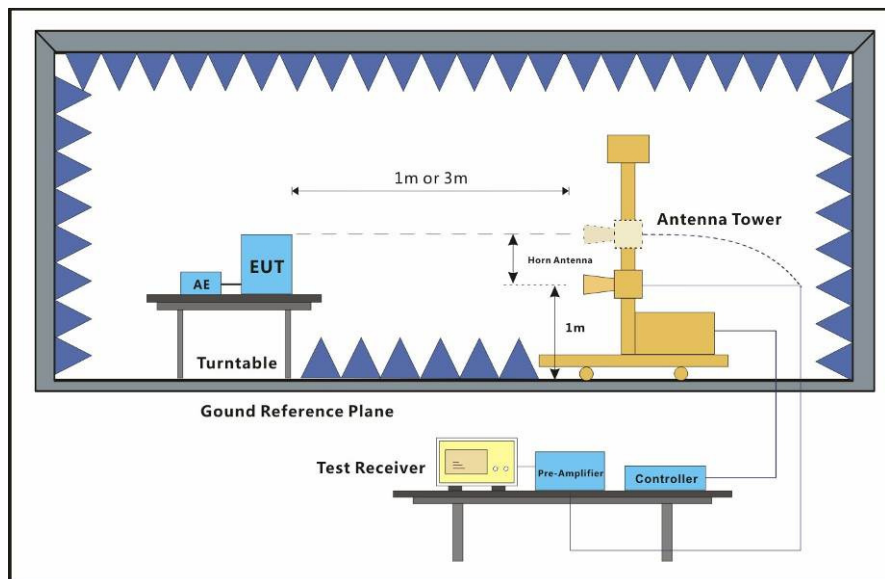 1m or 3m
Antenna Tower
EUT
Horn Antenna
AE
1m
Turntable
Gound Reference Plane
Test Receiver
Pre-Amplifier
Controller